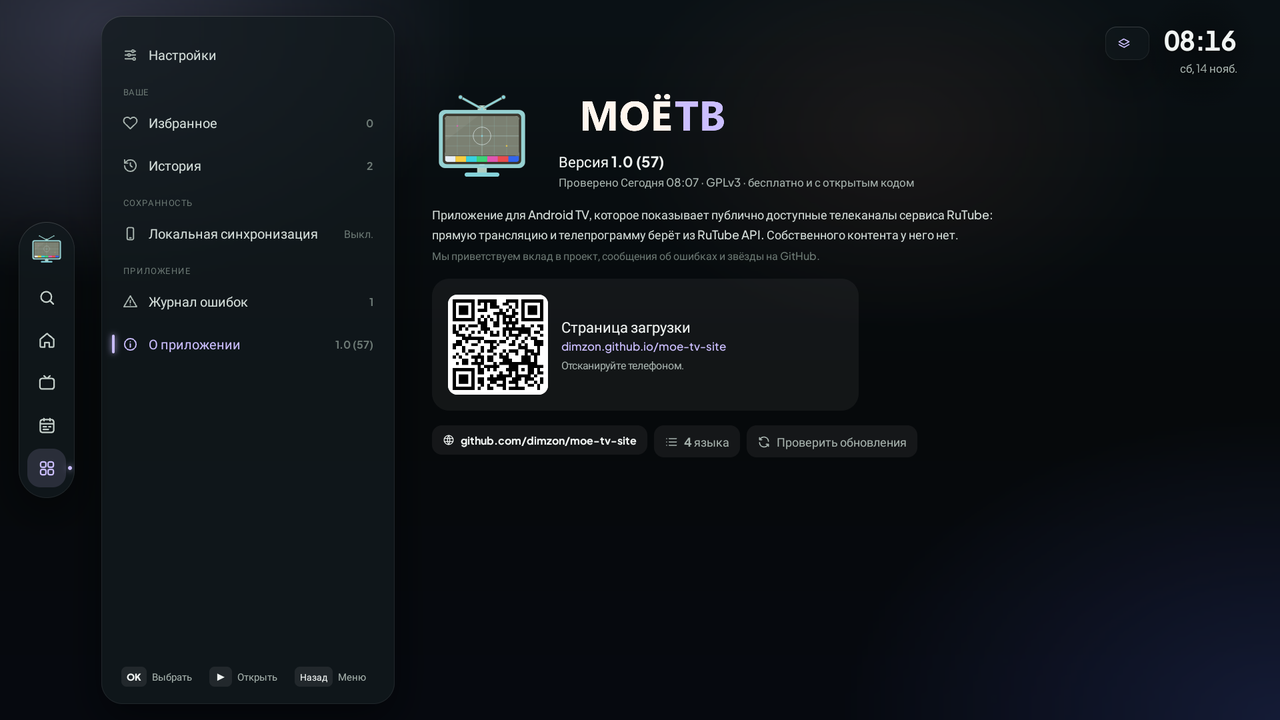 Настройки
ВАШЕ
Избранное 0
История 2
СОХРАННОСТЬ
Локальная синхронизация Выкл.
ПРИЛОЖЕНИЕ
Журнал ошибок 1
О приложении 1.0 (57)
OK Выбрать Открыть Назад Меню
08:16
сб, 14 нояб.
МОЁТВ
Версия 1.0 (57)
Проверено Сегодня 08:07 · GPLv3 · бесплатно и с открытым кодом
Приложение для Android TV, которое показывает публично доступные телеканалы сервиса RuTube:
прямую трансляцию и телепрограмму берёт из RuTube API. Собственного контента у него нет.
Мы приветствуем вклад в проект, сообщения об ошибках и звёзды на GitHub.
Страница загрузки
dimzon.github.io/moe-tv-site
Отсканируйте телефоном.
github.com/dimzon/moe-tv-site 4 языка Проверить обновления